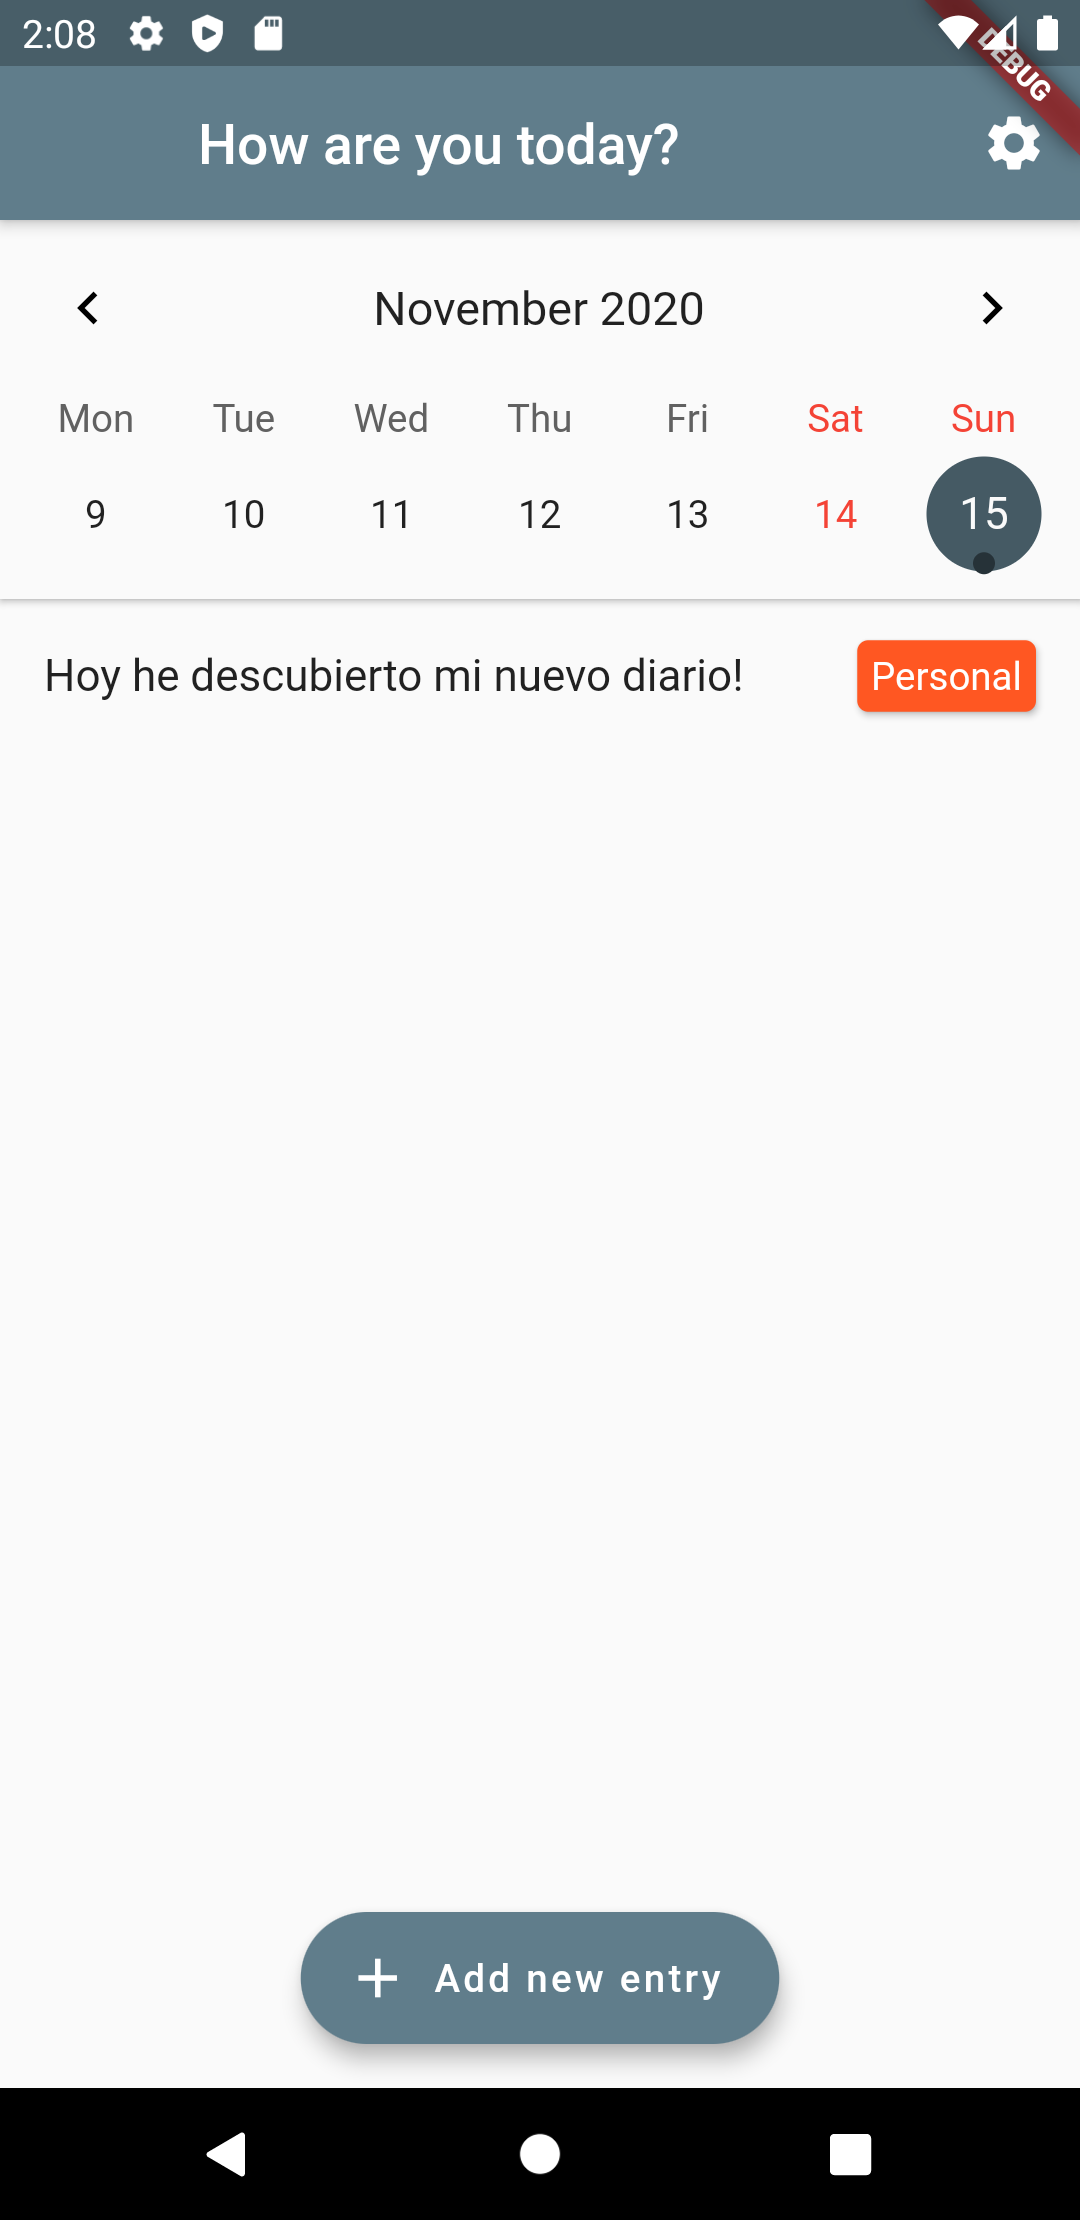 2:08
DEBUG
How are you today?
November 2020
Mon Tue Wed Thu Fri Sat Sun
9 10 11 12 13 14 15
Hoy he descubierto mi nuevo diario! Personal
Add new entry